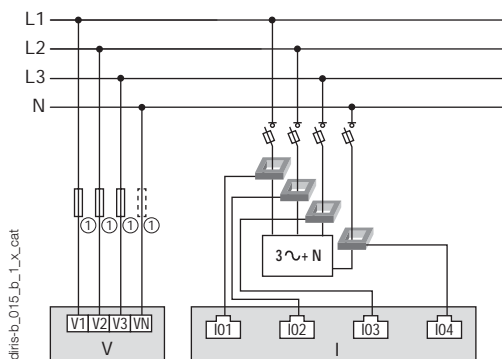 L1
L2
L3
N
① ① ① ①
3∿+ N
V1 V2 V3 VN
V
I01 I02 I03 I04
I
diris-b_015_b_1_x_cat